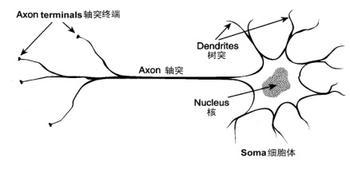 Axon terminals 轴突终端
Dendrites
树突
Axon 轴突
Nucleus
核
Soma 细胞体